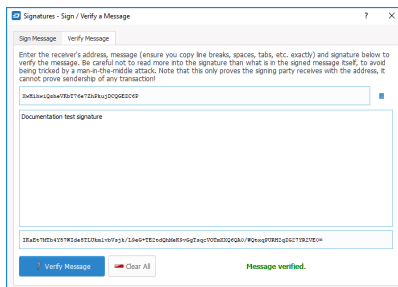 Signatures - Sign / Verify a Message
Sign Message Verify Message
Enter the receiver's address, message (ensure you copy line breaks, spaces, tabs, etc. exactly) and signature below to
verify the message. Be careful not to read more into the signature than what is in the signed message itself, to avoid
being tricked by a man-in-the-middle attack. Note that this only proves the signing party receives with the address, it
cannot prove sendership of any transaction!
Documentation test signature
Verify Message Clear All Message verified.